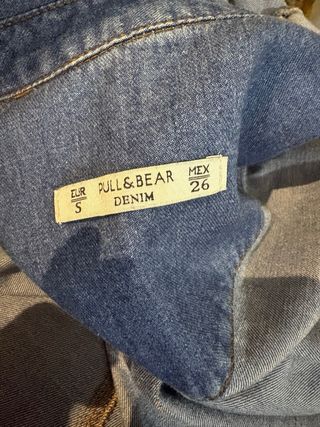 EUR
S
PULL&BEAR
DENIM
MEX
26